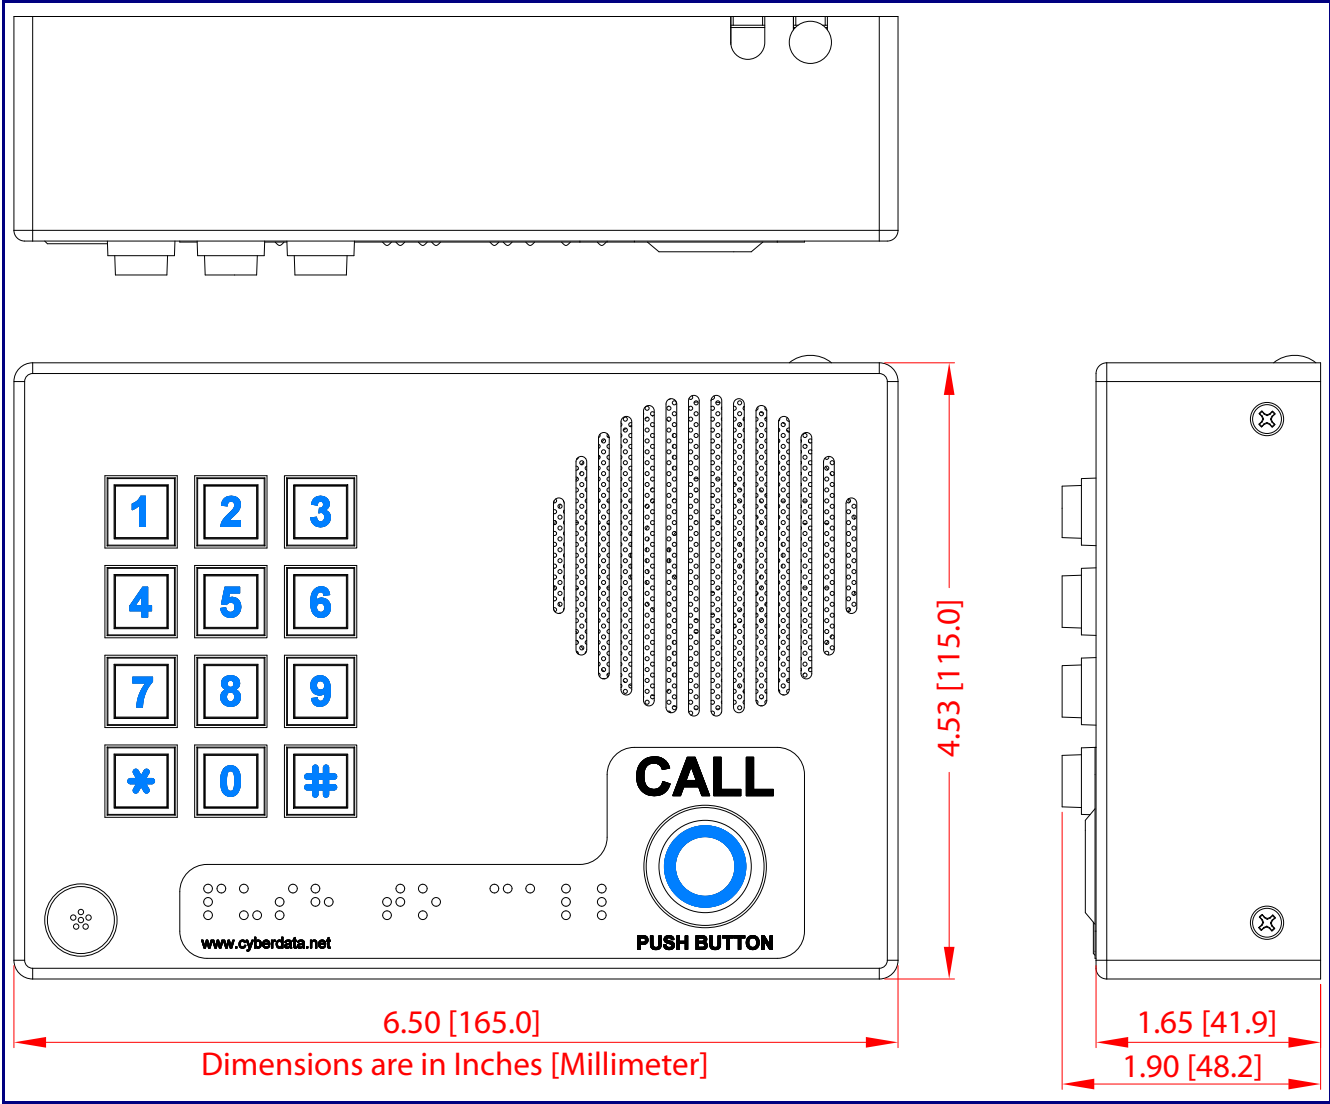 1 2 3
4 5 6
7 8 9
* 0 #
CALL
PUSH BUTTON
www.cyberdata.net
4.53 [115.0]
6.50 [165.0]
Dimensions are in Inches [Millimeter]
1.65 [41.9]
1.90 [48.2]